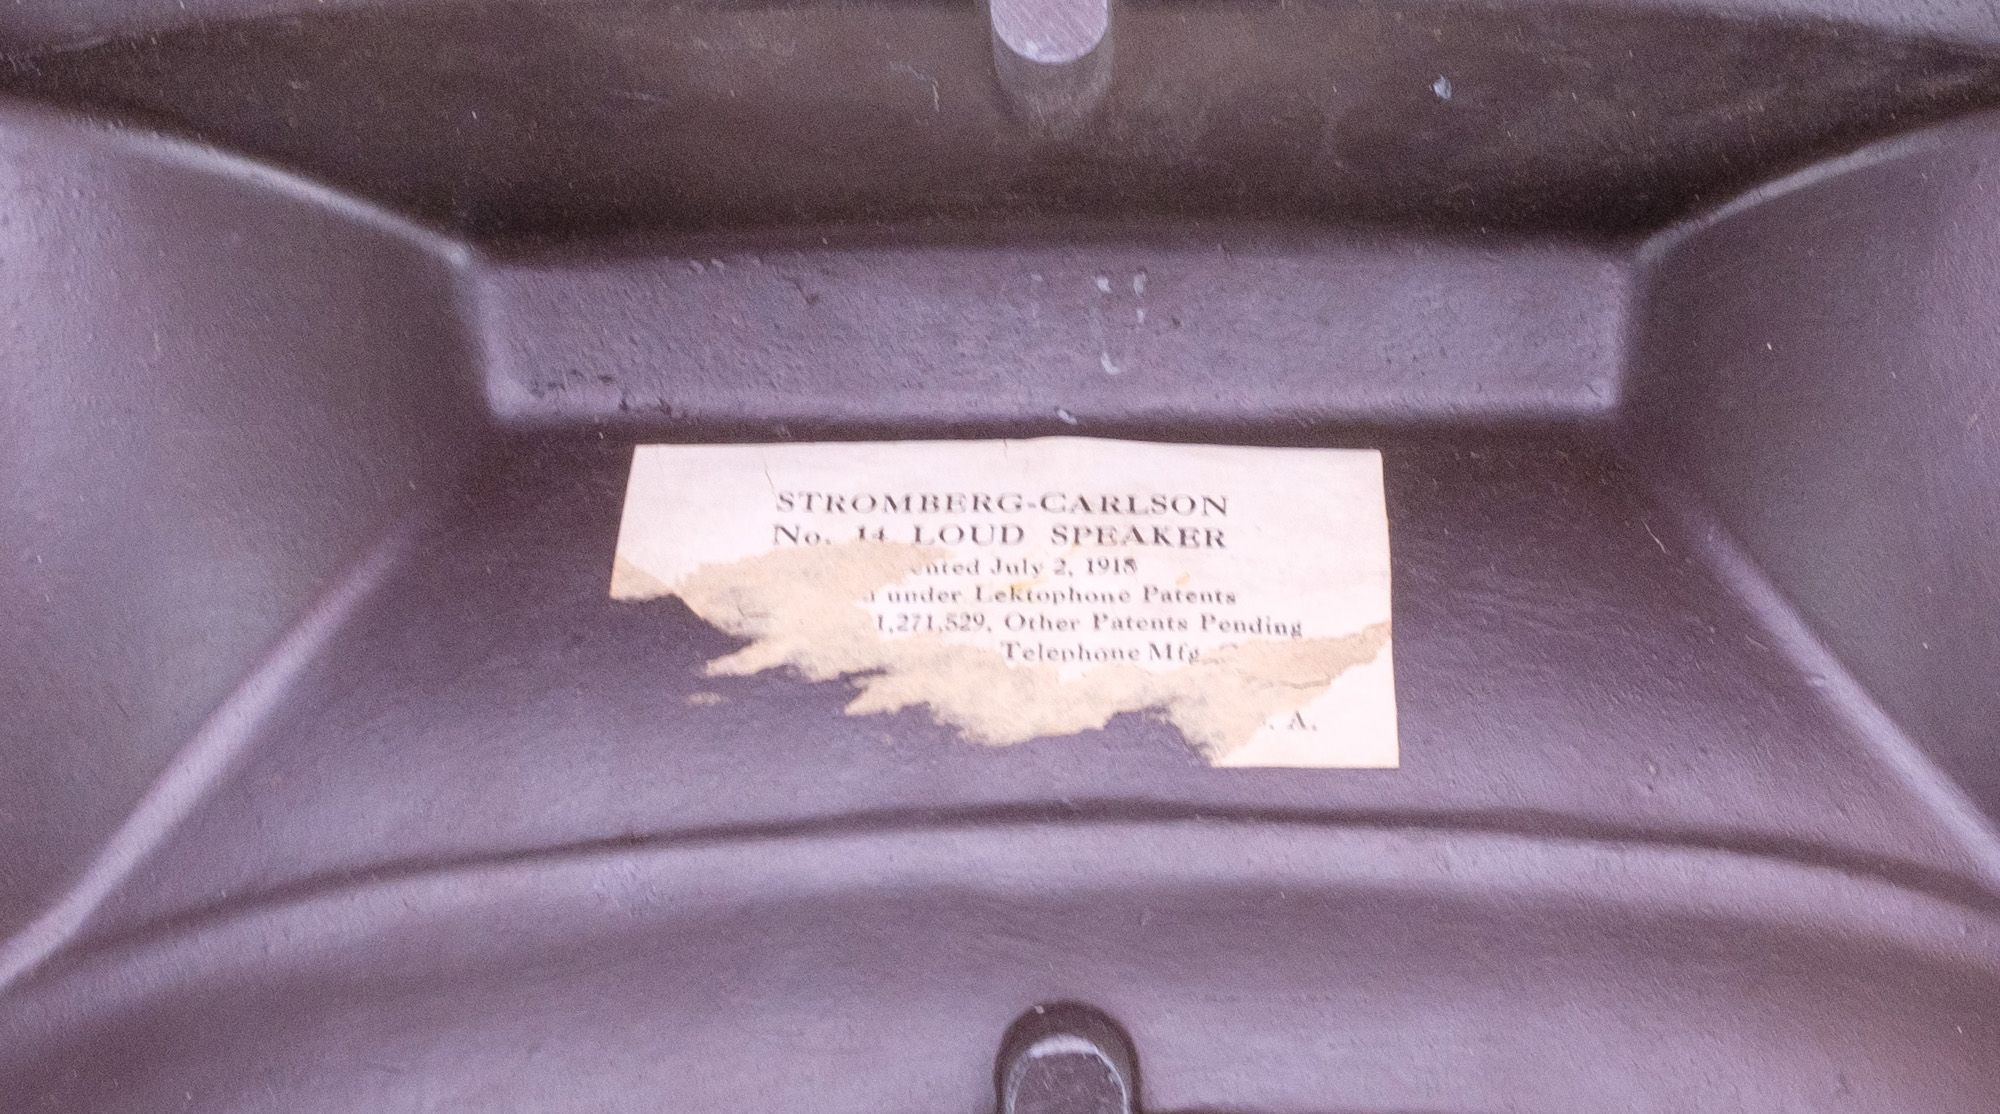 STROMBERG-CARLSON
No. 14 LOUD SPEAKER
ented July 2, 1918
under Lektophone Patents
1,271,529, Other Patents Pending
Telephone Mfg.
. A.